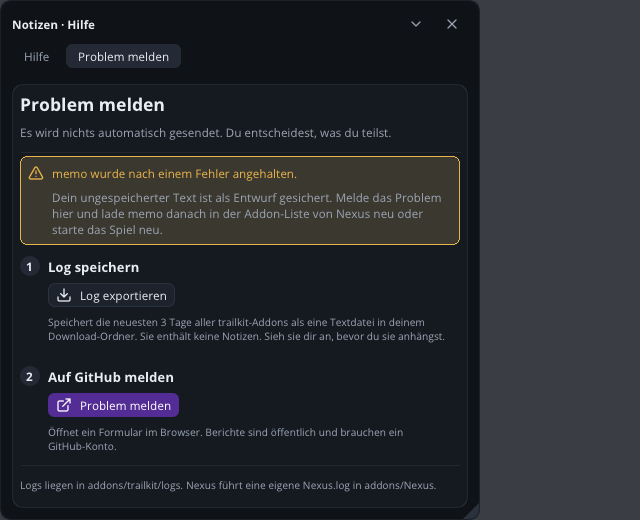 Notizen · Hilfe
Hilfe
Problem melden
Problem melden
Es wird nichts automatisch gesendet. Du entscheidest, was du teilst.
memo wurde nach einem Fehler angehalten.
Dein ungespeicherter Text ist als Entwurf gesichert. Melde das Problem
hier und lade memo danach in der Addon-Liste von Nexus neu oder
starte das Spiel neu.
1 Log speichern
Log exportieren
Speichert die neuesten 3 Tage aller trailkit-Addons als eine Textdatei in deinem
Download-Ordner. Sie enthält keine Notizen. Sieh sie dir an, bevor du sie anhängst.
2 Auf GitHub melden
Problem melden
Öffnet ein Formular im Browser. Berichte sind öffentlich und brauchen ein
GitHub-Konto.
Logs liegen in addons/trailkit/logs. Nexus führt eine eigene Nexus.log in addons/Nexus.